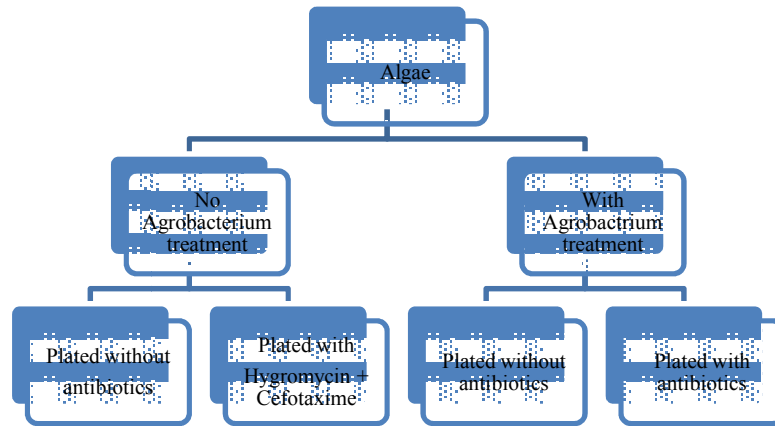 Algae
No
Agrobacterium
treatment
With
Agrobactrium
treatment
Plated without
antibiotics
Plated with
Hygromycin +
Cefotaxime
Plated without
antibiotics
Plated with
antibiotics